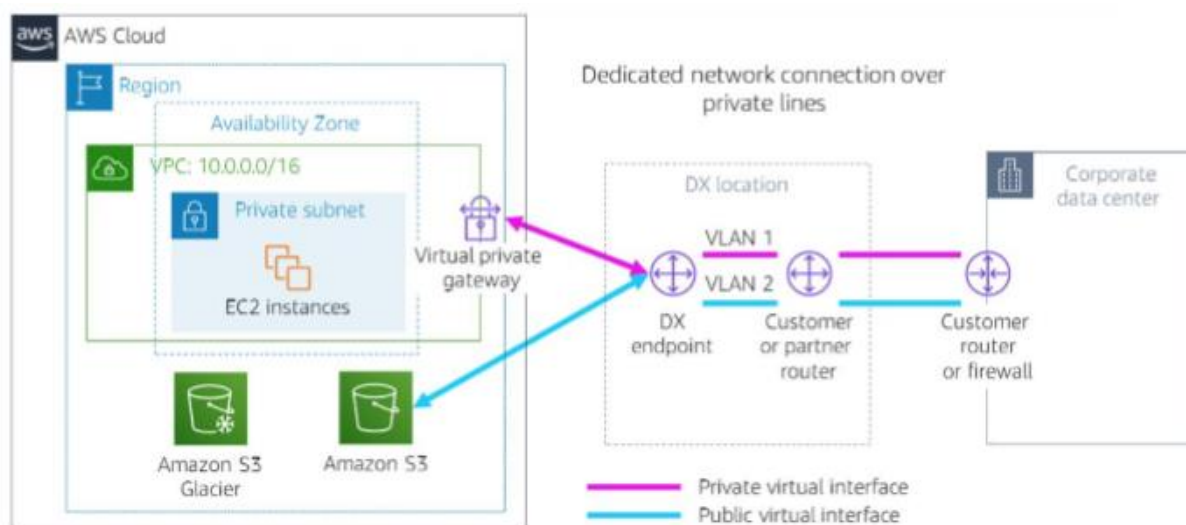 aws
AWS Cloud
Region
Availability Zone
VPC: 10.0.0.0/16
Private subnet
EC2 instances
Virtual private
gateway
Amazon S3
Glacier
Amazon S3
Dedicated network connection over
private lines
DX location
VLAN 1
VLAN 2
DX
endpoint
Customer
or partner
router
Corporate
data center
Customer
router
or firewall
Private virtual interface
Public virtual interface